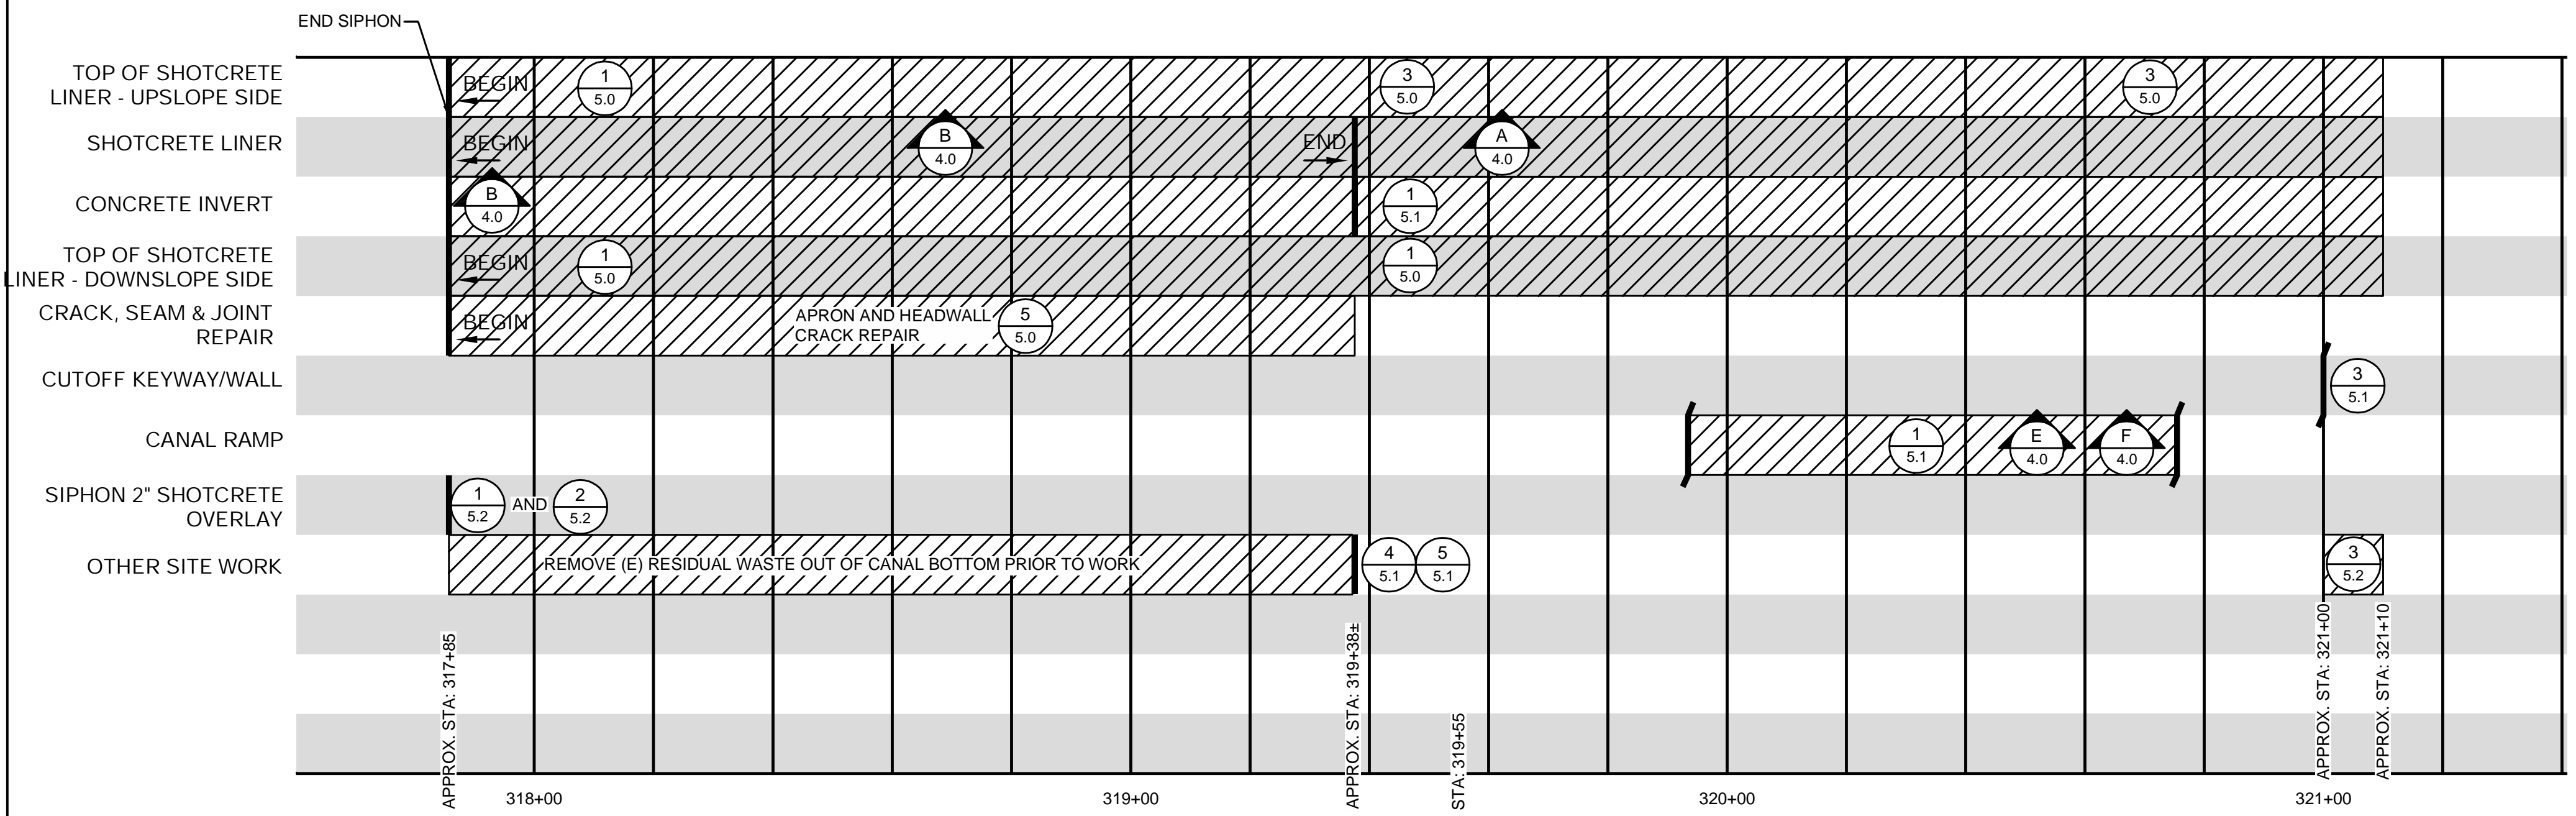 END SIPHON
TOP OF SHOTCRETE
LINER - UPSLOPE SIDE
BEGIN
1
5.0
3
5.0
3
5.0
SHOTCRETE LINER
BEGIN
B
4.0
END
A
4.0
CONCRETE INVERT
B
4.0
1
5.1
TOP OF SHOTCRETE
LINER - DOWNSLOPE SIDE
BEGIN
1
5.0
1
5.0
CRACK, SEAM & JOINT
REPAIR
BEGIN
APRON AND HEADWALL
CRACK REPAIR
5
5.0
CUTOFF KEYWAY/WALL
3
5.1
CANAL RAMP
1
5.1
E
4.0
F
4.0
SIPHON 2" SHOTCRETE
OVERLAY
1
5.2
AND
2
5.2
OTHER SITE WORK
REMOVE (E) RESIDUAL WASTE OUT OF CANAL BOTTOM PRIOR TO WORK
4
5.1
5
5.1
3
5.2
APPROX. STA: 317+85
APPROX. STA: 319+38±
STA: 319+55
APPROX. STA: 321+00
APPROX. STA: 321+10
318+00
319+00
320+00
321+00